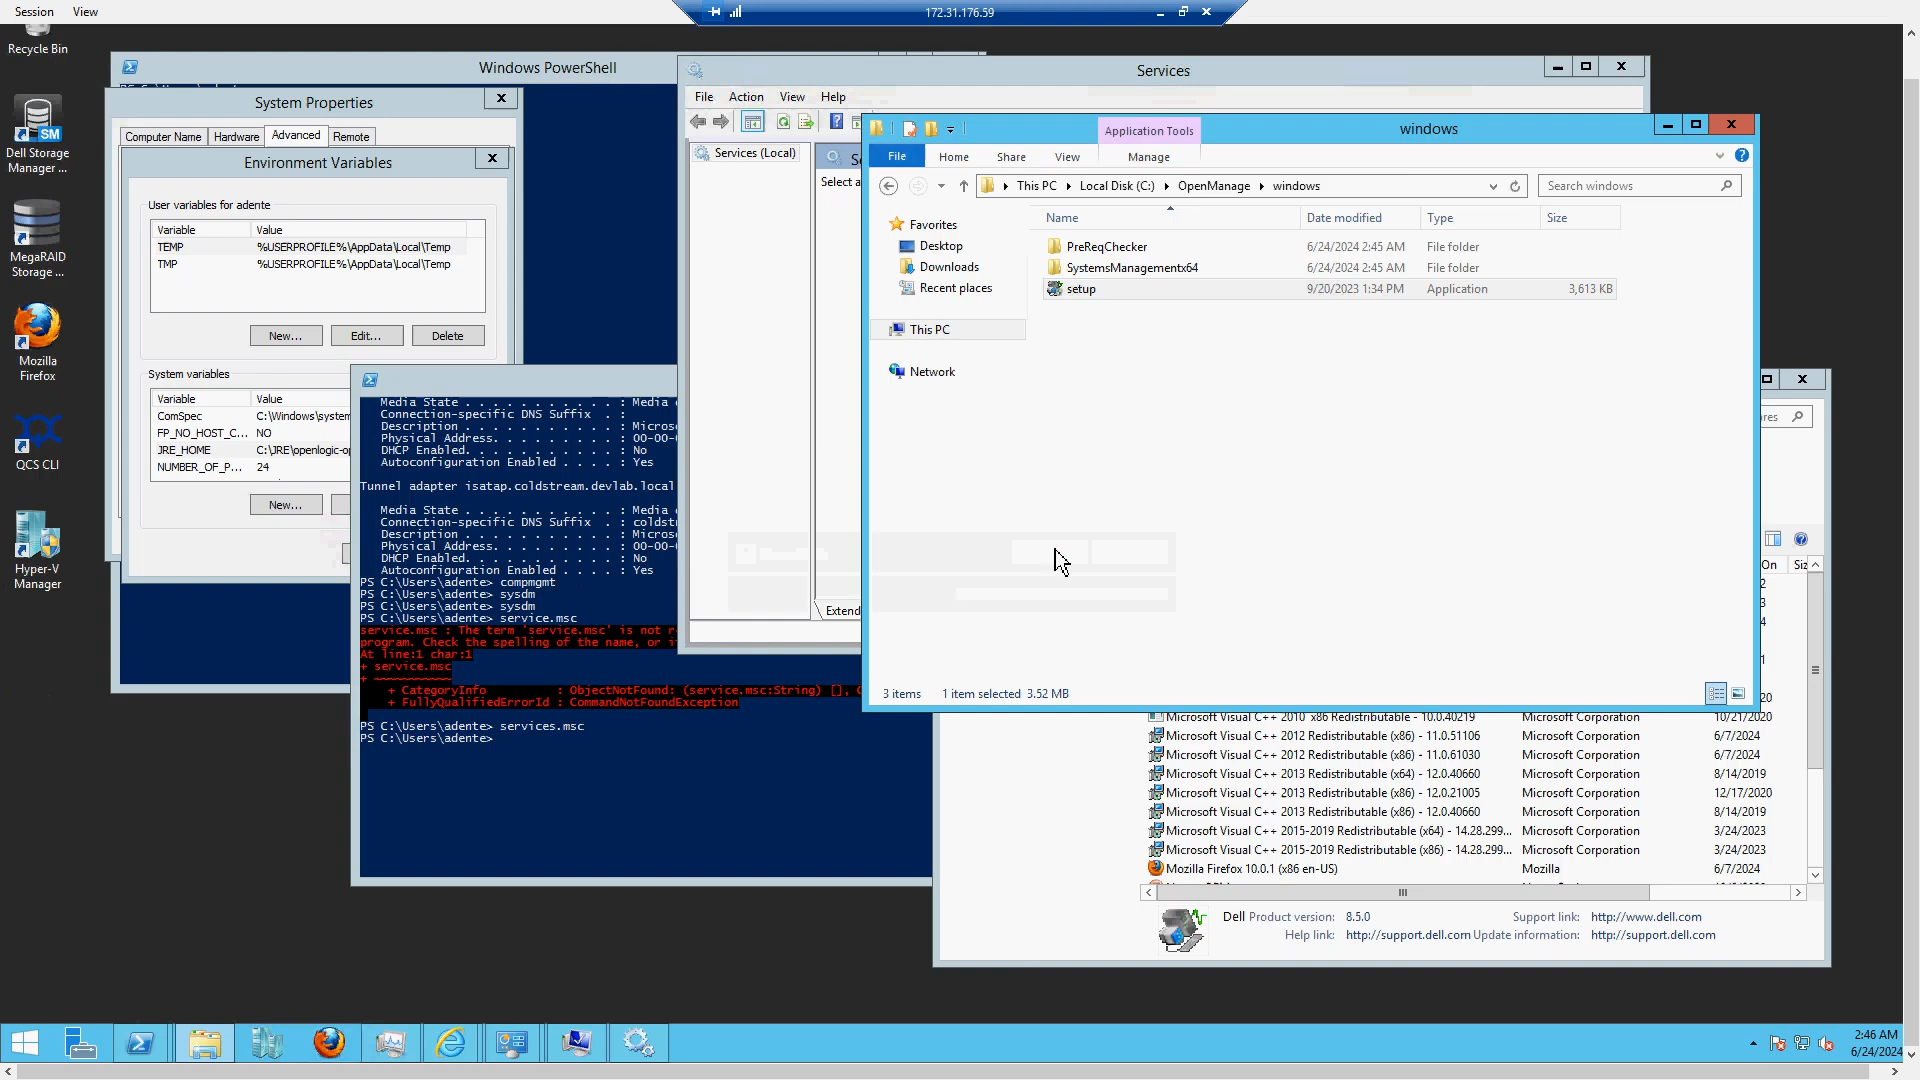 Session View
172.31.176.59
Recycle Bin
SM
Dell Storage
Manager ...
MegaRAID
Storage ...
Mozilla
Firefox
QCS CLI
Hyper-V
Manager
Windows PowerShell
System Properties
Computer Name Hardware Advanced Remote
Environment Variables
User variables for adente
Variable Value
TEMP %USERPROFILE%\AppData\Local\Temp
TMP %USERPROFILE%\AppData\Local\Temp
New... Edit... Delete
System variables
Variable Value
ComSpec C:\Windows\system
FP_NO_HOST_C... NO
JRE_HOME C:\JRE\openlogic-op
NUMBER_OF_P... 24
New...
Media State . . . . . . . . . . . : Media
Connection-specific DNS Suffix . :
Description . . . . . . . . . . . : Micros
Physical Address. . . . . . . . . : 00-00-
DHCP Enabled. . . . . . . . . . . : No
Autoconfiguration Enabled . . . . : Yes
Tunnel adapter isatap.coldstream.devlab.local
Media State . . . . . . . . . . . : Media
Connection-specific DNS Suffix . : coldst
Description . . . . . . . . . . . : Micros
Physical Address. . . . . . . . . : 00-00-
DHCP Enabled. . . . . . . . . . . : No
Autoconfiguration Enabled . . . . : Yes
PS C:\Users\adente> compmgmt
PS C:\Users\adente> sysdm
PS C:\Users\adente> sysdm
PS C:\Users\adente> service.msc
service.msc : The term 'service.msc' is not r
program. Check the spelling of the name, or i
At line:1 char:1
+ service.msc
+ ~~~~~~~~~~~
+ CategoryInfo : ObjectNotFound: (service.msc:String) [],
+ FullyQualifiedErrorId : CommandNotFoundException
PS C:\Users\adente> services.msc
PS C:\Users\adente>
Services
File Action View Help
Services (Local)
Select a
Extend
Application Tools
windows
File Home Share View Manage
This PC Local Disk (C:) OpenManage windows
Search windows
Favorites
Desktop
Downloads
Recent places
This PC
Network
Name Date modified Type Size
PreReqChecker 6/24/2024 2:45 AM File folder
SystemsManagementx64 6/24/2024 2:45 AM File folder
setup 9/20/2023 1:34 PM Application 3,613 KB
3 items 1 item selected 3.52 MB
On
Microsoft Visual C++ 2010 x86 Redistributable - 10.0.40219 10/21/2020
Microsoft Visual C++ 2012 Redistributable (x86) - 11.0.51106 Microsoft Corporation 6/7/2024
Microsoft Visual C++ 2012 Redistributable (x86) - 11.0.61030 Microsoft Corporation 6/7/2024
Microsoft Visual C++ 2013 Redistributable (x64) - 12.0.40660 Microsoft Corporation 8/14/2019
Microsoft Visual C++ 2013 Redistributable (x86) - 12.0.21005 Microsoft Corporation 12/17/2020
Microsoft Visual C++ 2013 Redistributable (x86) - 12.0.40660 Microsoft Corporation 8/14/2019
Microsoft Visual C++ 2015-2019 Redistributable (x64) - 14.28.299... Microsoft Corporation 3/24/2023
Microsoft Visual C++ 2015-2019 Redistributable (x86) - 14.28.299... Microsoft Corporation 3/24/2023
Mozilla Firefox 10.0.1 (x86 en-US) Mozilla 6/7/2024
Dell Product version: 8.5.0 Support link: http://www.dell.com
Help link: http://support.dell.com Update information: http://support.dell.com
2:46 AM
6/24/2024